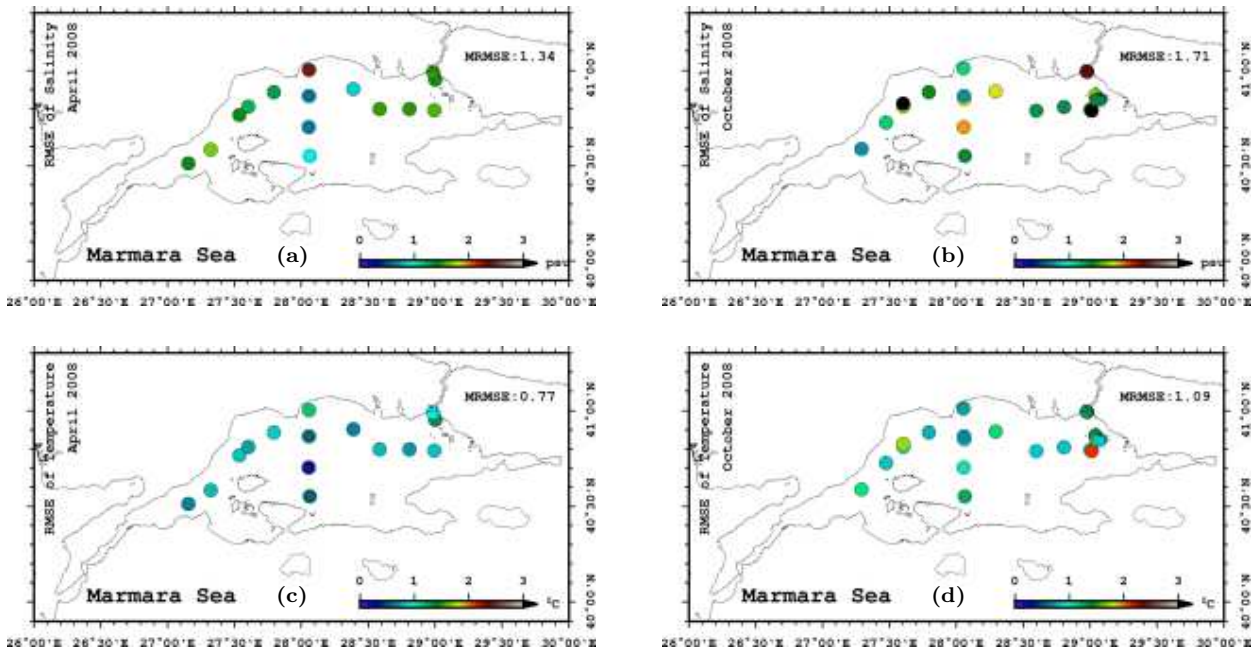 RMSE of Salinity
April 2008
MRMSE:1.34
41°00'N
40°30'N
40°00'N
Marmara Sea (a)
0 1 2 3
psu
26°00'E 26°30'E 27°00'E 27°30'E 28°00'E 28°30'E 29°00'E 29°30'E 30°00'E
RMSE of Salinity
October 2008
MRMSE:1.71
41°00'N
40°30'N
40°00'N
Marmara Sea (b)
0 1 2 3
psu
26°00'E 26°30'E 27°00'E 27°30'E 28°00'E 28°30'E 29°00'E 29°30'E 30°00'E
RMSE of Temperature
April 2008
MRMSE:0.77
41°00'N
40°30'N
40°00'N
Marmara Sea (c)
0 1 2 3
°C
26°00'E 26°30'E 27°00'E 27°30'E 28°00'E 28°30'E 29°00'E 29°30'E 30°00'E
RMSE of Temperature
October 2008
MRMSE:1.09
41°00'N
40°30'N
40°00'N
Marmara Sea (d)
0 1 2 3
°C
26°00'E 26°30'E 27°00'E 27°30'E 28°00'E 28°30'E 29°00'E 29°30'E 30°00'E